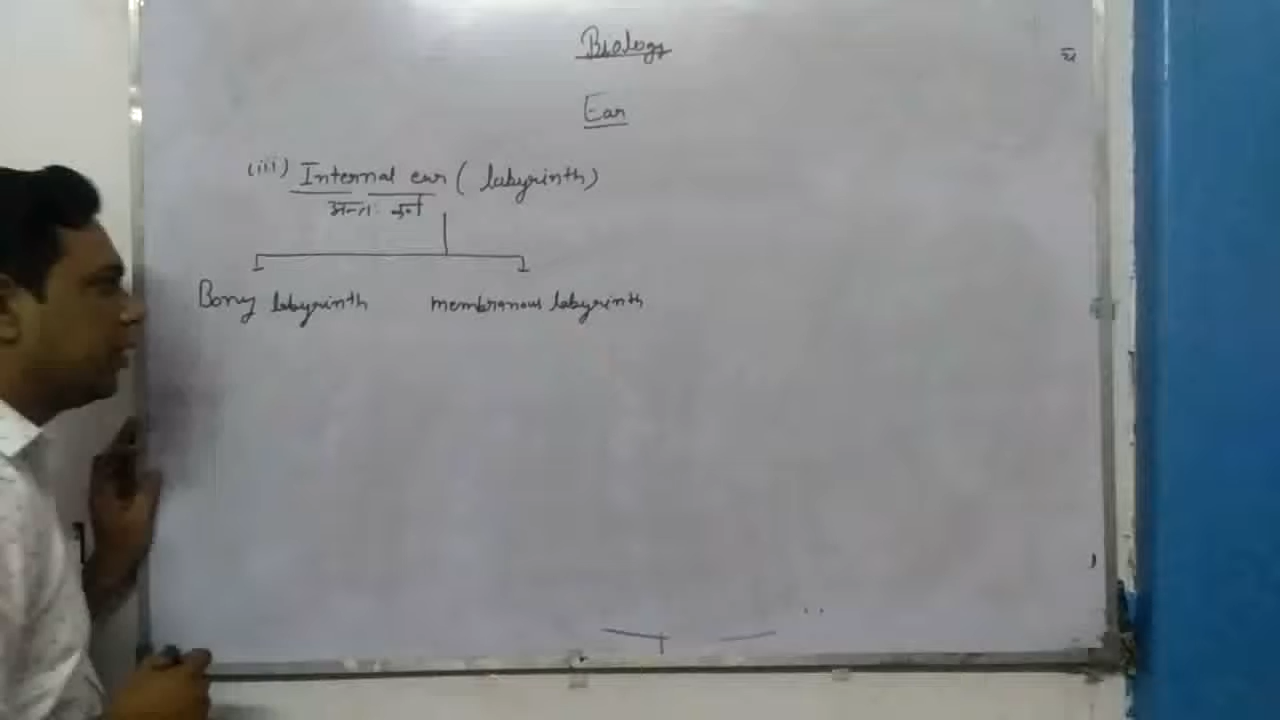 Biology
Ear
(iii) Internal ear ( labyrinth)
अन्तः कर्ण
Bony labyrinth membranous labyrinth